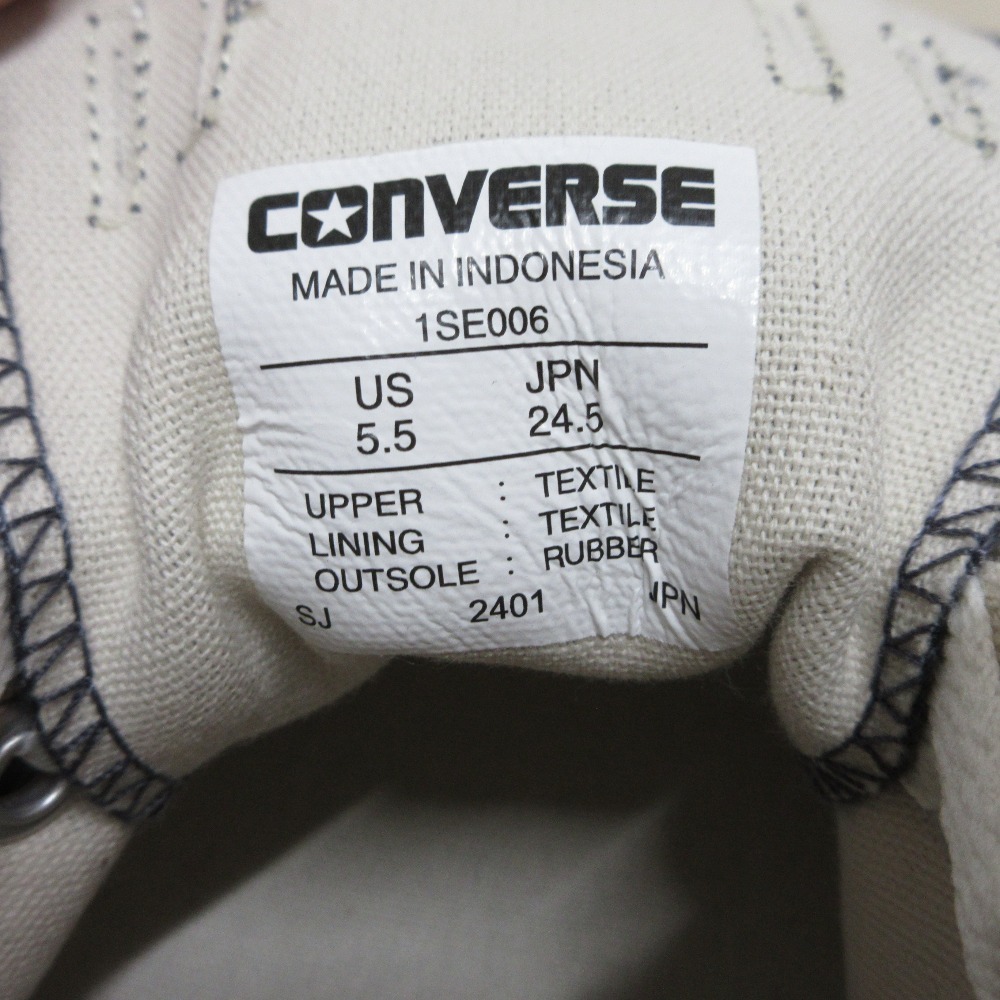 CONVERSE
MADE IN INDONESIA
1SE006
US JPN
5.5 24.5
UPPER : TEXTILE
LINING : TEXTILE
OUTSOLE : RUBBER
SJ 2401 JPN